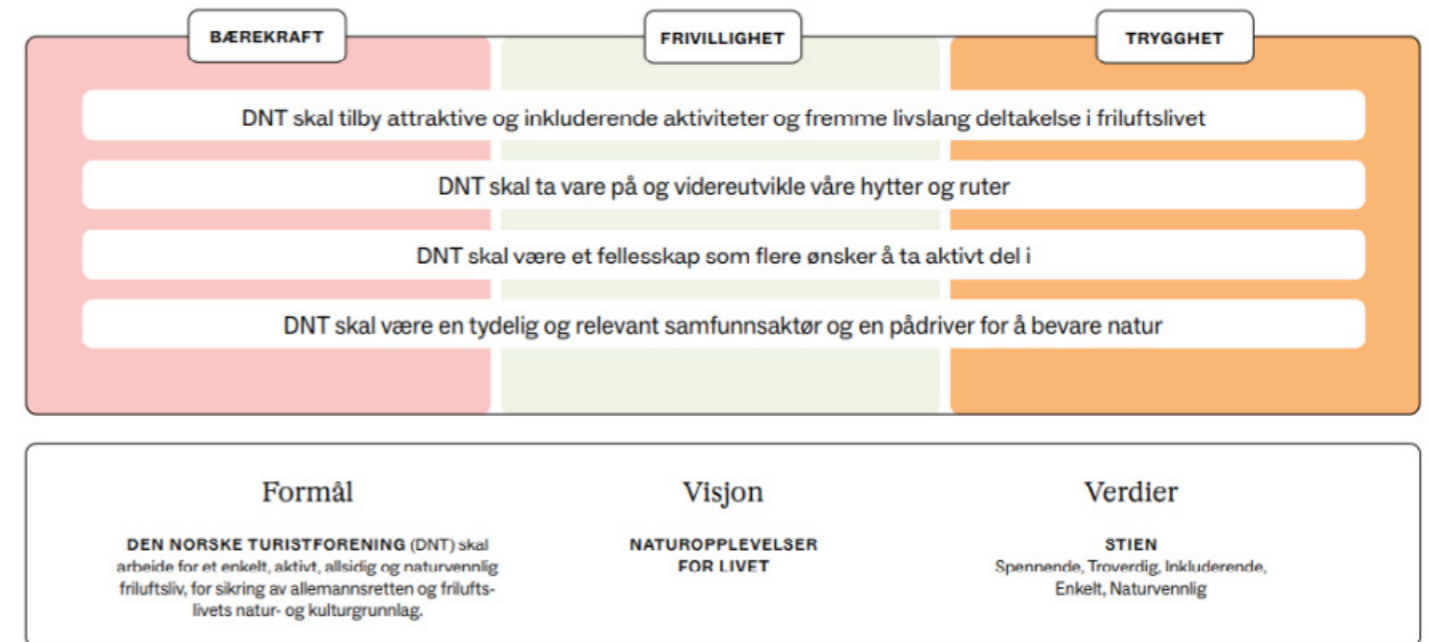 BÆREKRAFT
FRIVILLIGHET
TRYGGHET
DNT skal tilby attraktive og inkluderende aktiviteter og fremme livslang deltakelse i friluftslivet
DNT skal ta vare på og videreutvikle våre hytter og ruter
DNT skal være et fellesskap som flere ønsker å ta aktivt del i
DNT skal være en tydelig og relevant samfunnsaktør og en pådriver for å bevare natur
Formål
DEN NORSKE TURISTFORENING (DNT) skal
arbeide for et enkelt, aktivt, allsidig og naturvennlig
friluftsliv, for sikring av allemannsretten og frilufts-
livets natur- og kulturgrunnlag.
Visjon
NATUROPPLEVELSER
FOR LIVET
Verdier
STIEN
Spennende, Troverdig, Inkluderende,
Enkelt, Naturvennlig